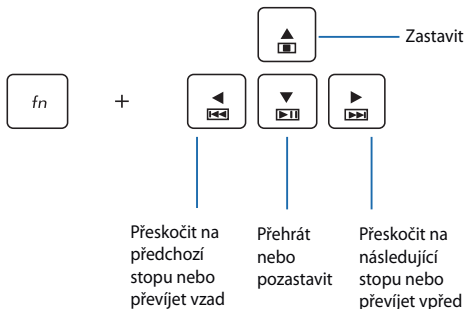 Zastavit
fn
+
Přeskočit na
předchozí
stopu nebo
převíjet vzad
Přehrát
nebo
pozastavit
Přeskočit na
následující
stopu nebo
převíjet vpřed